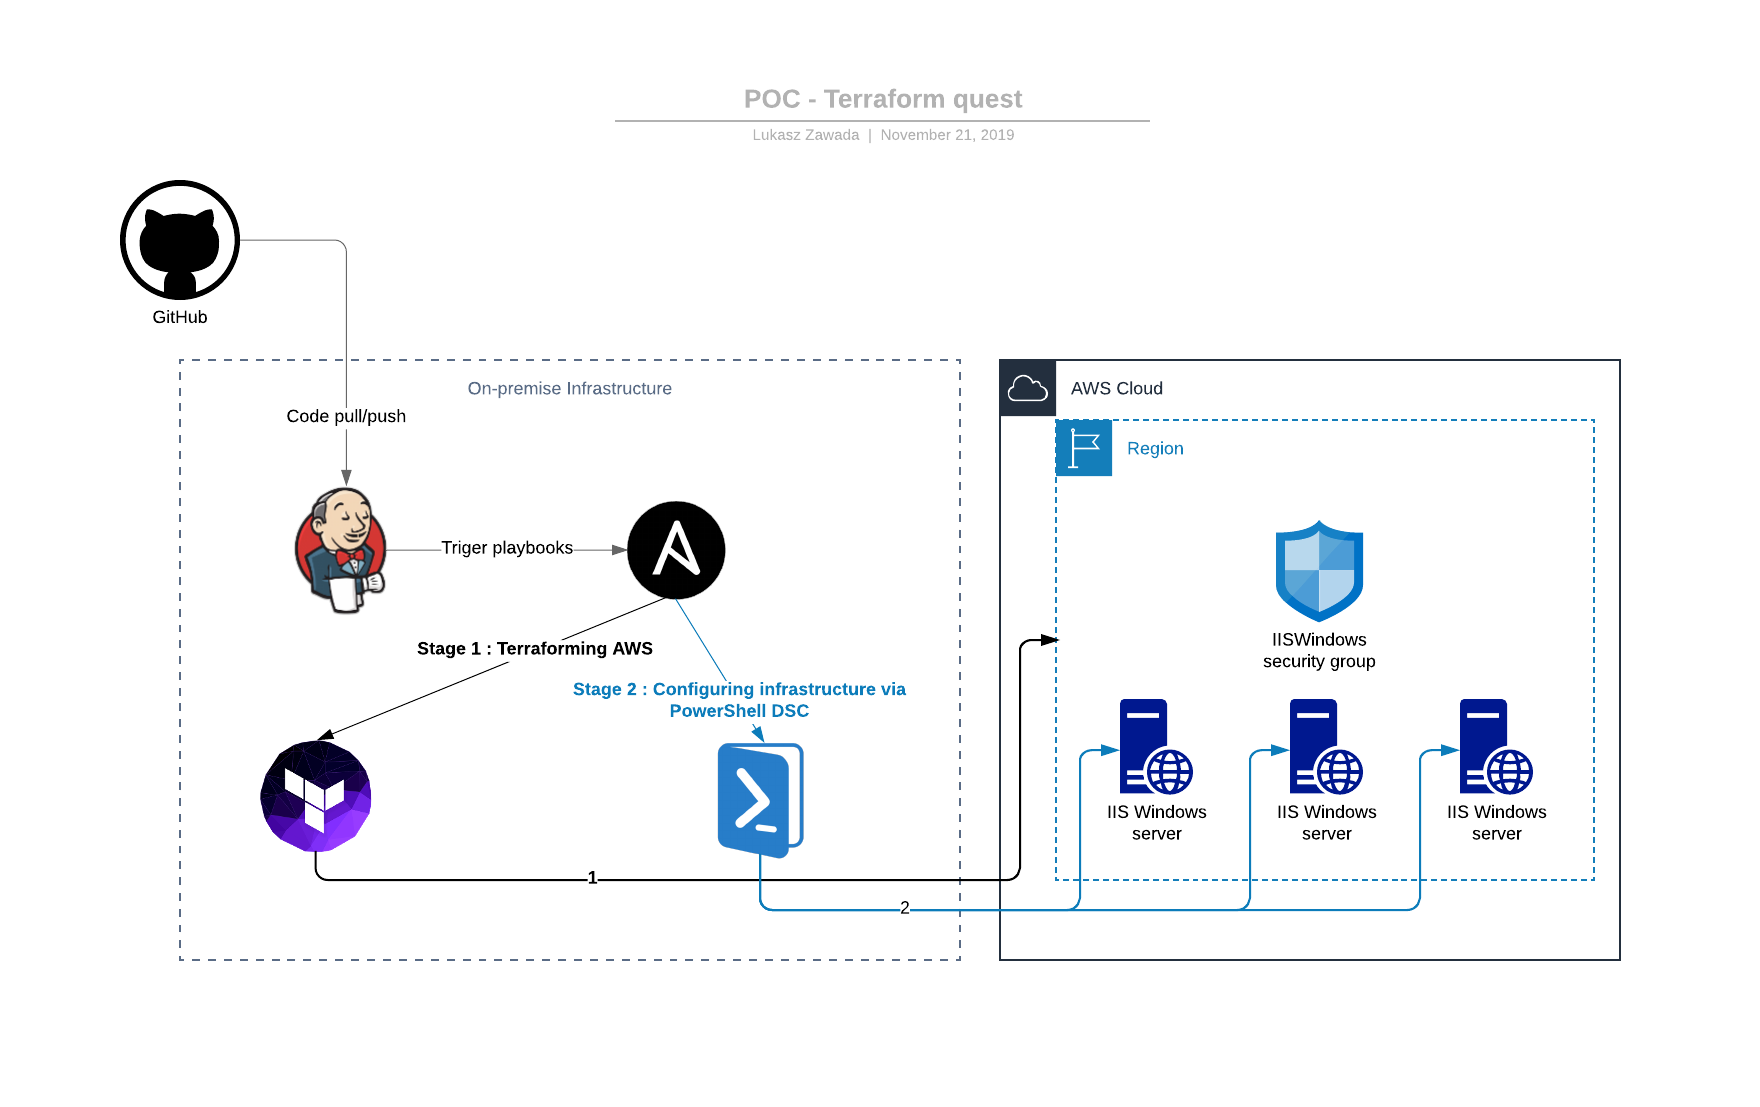 POC - Terraform quest
Lukasz Zawada | November 21, 2019
GitHub
On-premise Infrastructure
Code pull/push
Triger playbooks
Stage 1 : Terraforming AWS
Stage 2 : Configuring infrastructure via
PowerShell DSC
1
2
AWS Cloud
Region
IISWindows
security group
IIS Windows
server
IIS Windows
server
IIS Windows
server